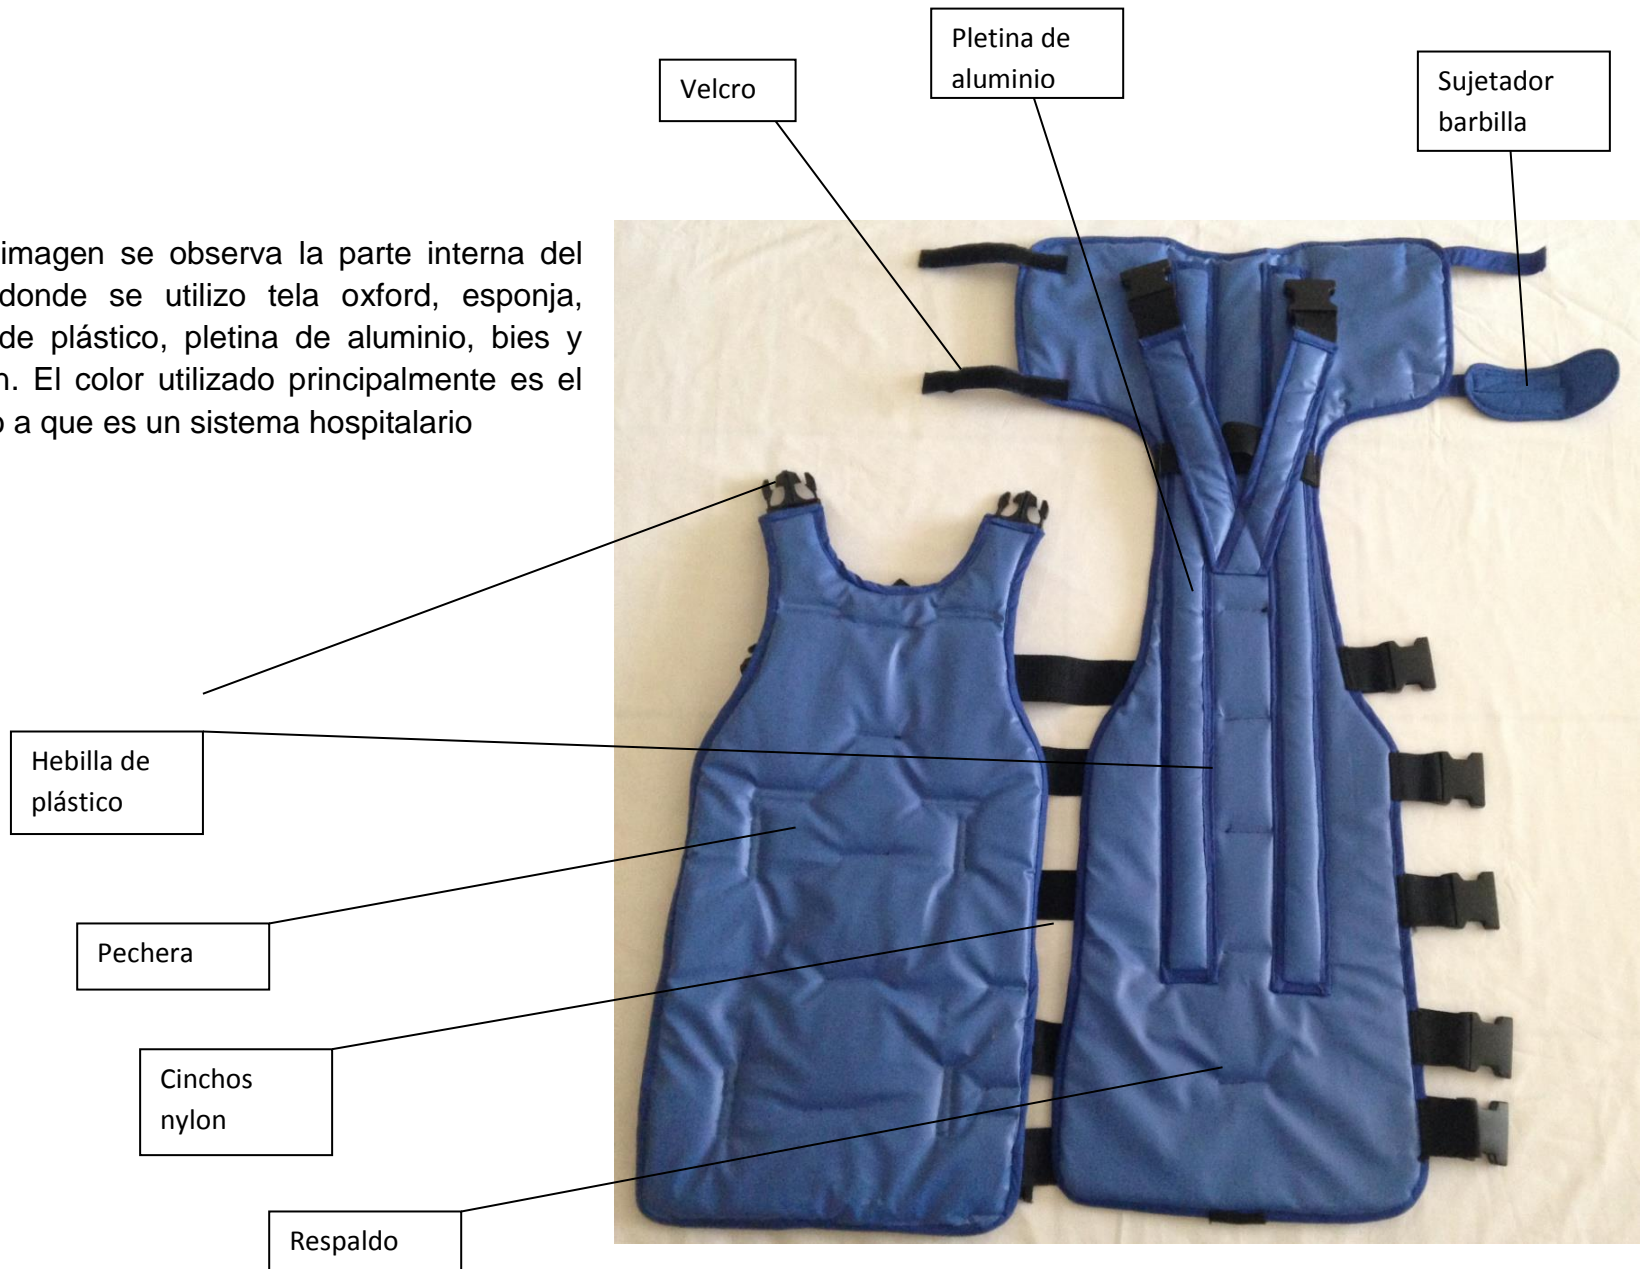 Pletina de
aluminio
Velcro
Sujetador
barbilla
imagen se observa la parte interna del
donde se utilizo tela oxford, esponja,
de plástico, pletina de aluminio, bies y
El color utilizado principalmente es el
a que es un sistema hospitalario
Hebilla de
plástico
Pechera
Cinchos
nylon
Respaldo